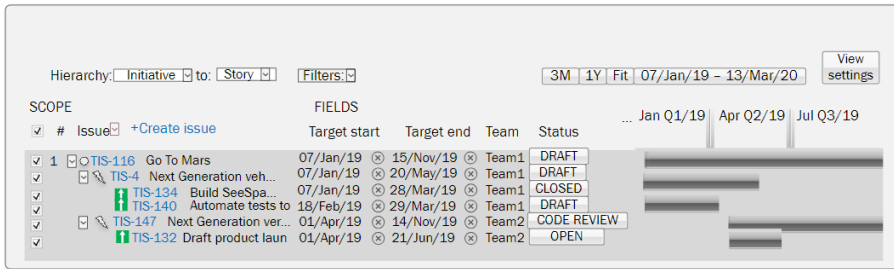 View
Hierarchy: Initiative to: Story Filters: 3M 1Y Fit 07/Jan/19 – 13/Mar/20 settings
SCOPE FIELDS
... Jan Q1/19 Apr Q2/19 Jul Q3/19
# Issue +Create issue Target start Target end Team Status
1 TIS-116 Go To Mars 07/Jan/19 15/Nov/19 Team1 DRAFT
TIS-4 Next Generation veh... 07/Jan/19 20/May/19 Team1 DRAFT
TIS-134 Build SeeSpa... 07/Jan/19 28/Mar/19 Team1 CLOSED
TIS-140 Automate tests to 18/Feb/19 29/Mar/19 Team1 DRAFT
TIS-147 Next Generation ver... 01/Apr/19 14/Nov/19 Team2 CODE REVIEW
TIS-132 Draft product laun 01/Apr/19 21/Jun/19 Team2 OPEN